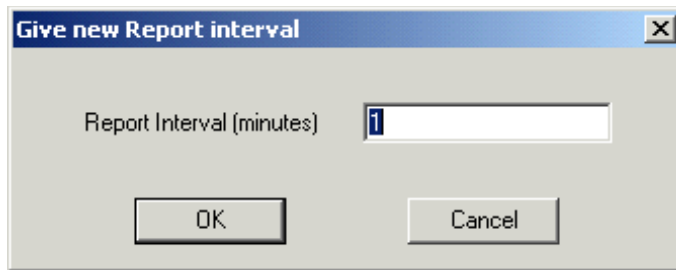 Give new Report interval
Report Interval (minutes) 1
OK Cancel